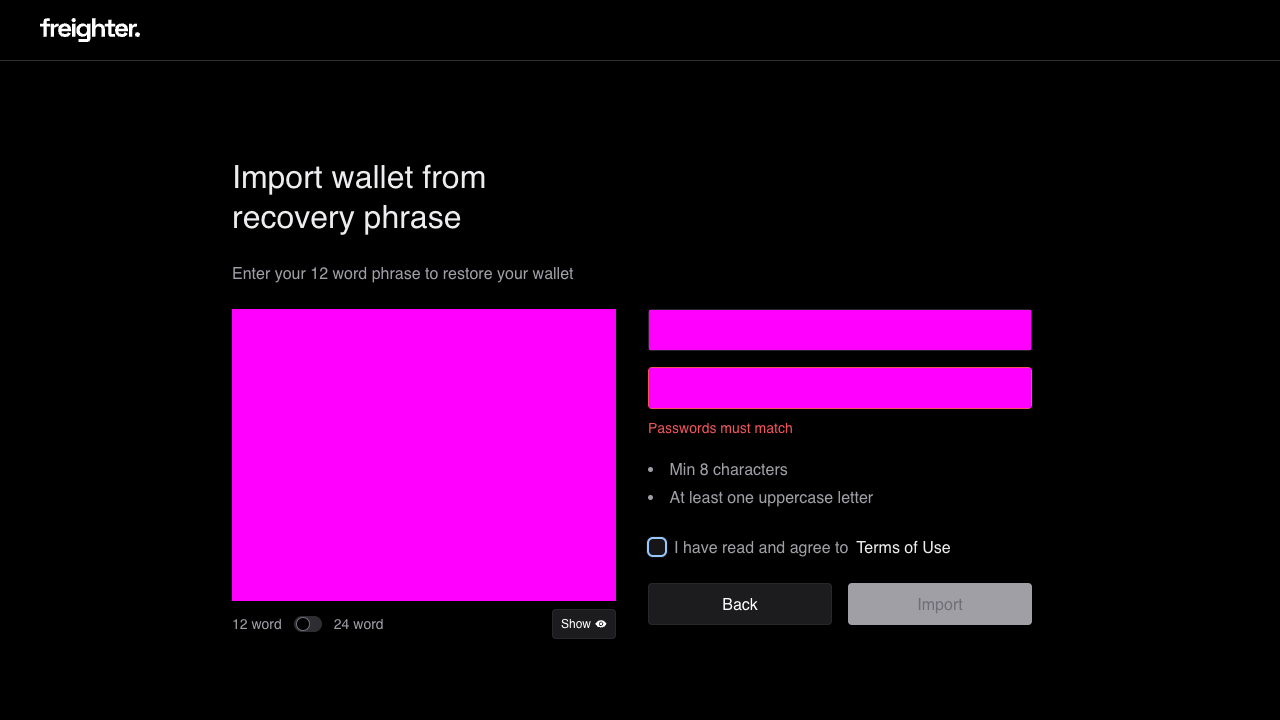 freighter.
Import wallet from
recovery phrase
Enter your 12 word phrase to restore your wallet
12 word
24 word
Show
Passwords must match
Min 8 characters
At least one uppercase letter
I have read and agree to Terms of Use
Back
Import